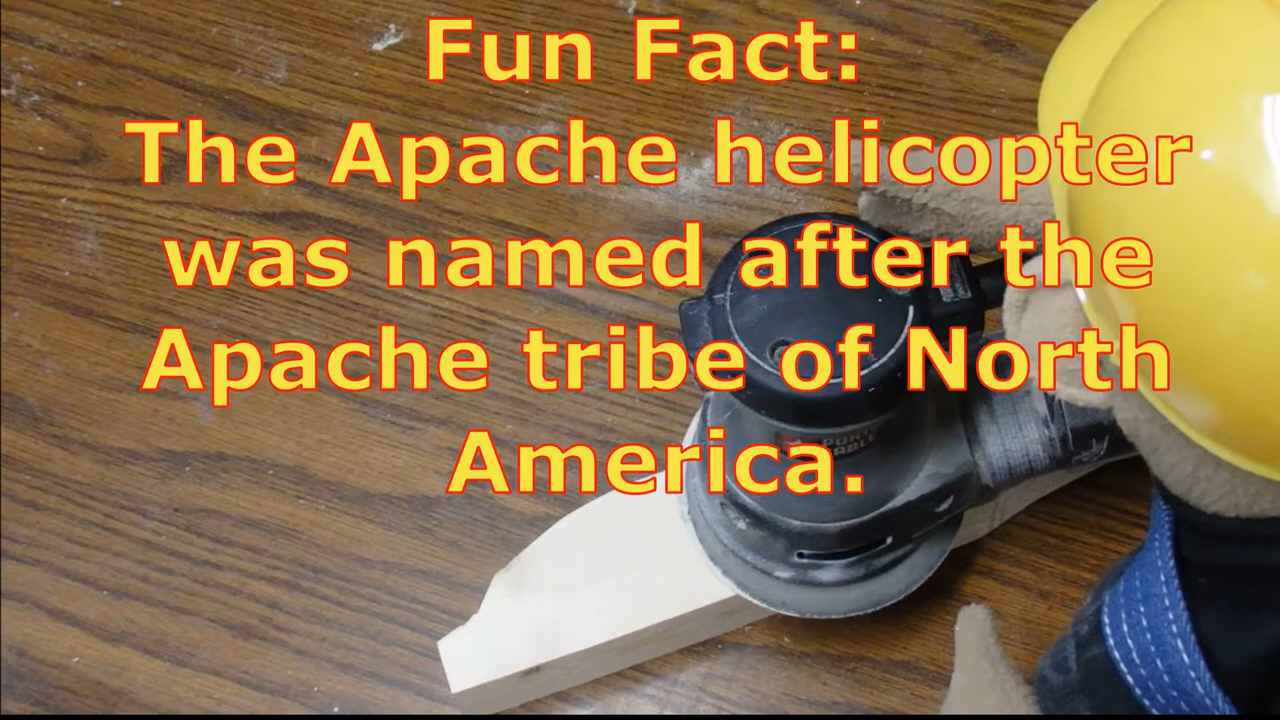 Fun Fact:
The Apache helicopter
was named after the
Apache tribe of North
America.